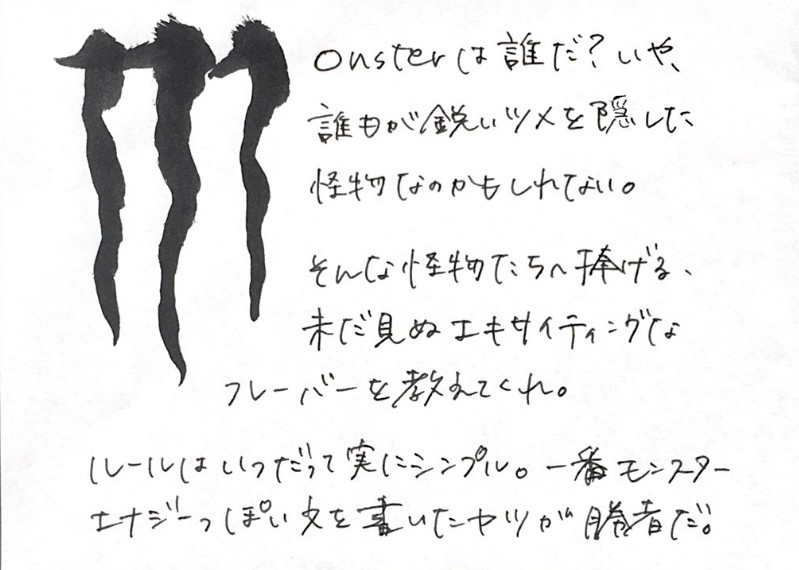 Monsterは誰だ？いや、
誰もが鋭いツメを隠した
怪物なのかもしれない。
そんな怪物たちへ捧げる、
未だ見ぬエキサイティングな
フレーバーを教えてくれ。
ルールはいつだって実にシンプル。一番モンスター
エナジーっぽい文を書いたヤツが勝者だ。